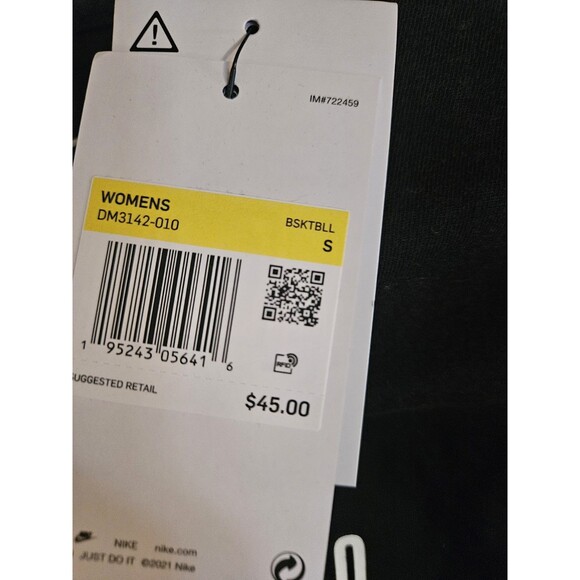 IM#722459
WOMENS
DM3142-010
BSKTBLL
S
1 95243 05641 6
RFID
SUGGESTED RETAIL
$45.00
NIKE nike.com
JUST DO IT ©2021 Nike